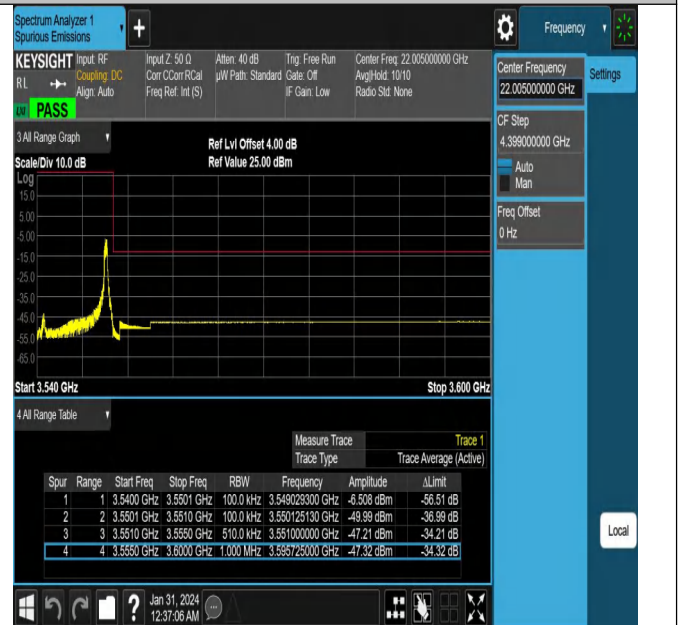 Spectrum Analyzer 1
Spurious Emissions
+
Frequency
KEYSIGHT Input: RF Input Z: 50 Ω Atten: 40 dB Trig: Free Run Center Freq: 22.005000000 GHz
RL Coupling: DC Corr CCorr RCal µW Path: Standard Gate: Off Avg|Hold: 10/10
Align: Auto Freq Ref: Int (S) IF Gain: Low Radio Std: None
PASS
Center Frequency
22.005000000 GHz
Settings
CF Step
4.399000000 GHz
Auto
Man
Freq Offset
0 Hz
3 All Range Graph
Ref Lvl Offset 4.00 dB
Scale/Div 10.0 dB Ref Value 25.00 dBm
Log
15.0
5.00
-5.00
-15.0
-25.0
-35.0
-45.0
-55.0
-65.0
Start 3.540 GHz Stop 3.600 GHz
4 All Range Table
Measure Trace Trace 1
Trace Type Trace Average (Active)
Spur Range Start Freq Stop Freq RBW Frequency Amplitude ΔLimit
1 1 3.5400 GHz 3.5501 GHz 100.0 kHz 3.549029300 GHz -6.508 dBm -56.51 dB
2 2 3.5501 GHz 3.5510 GHz 100.0 kHz 3.550125130 GHz -49.99 dBm -36.99 dB
3 3 3.5510 GHz 3.5550 GHz 510.0 kHz 3.551000000 GHz -47.21 dBm -34.21 dB
4 4 3.5550 GHz 3.6000 GHz 1.000 MHz 3.595725000 GHz -47.32 dBm -34.32 dB
Local
? Jan 31, 2024
12:37:06 AM